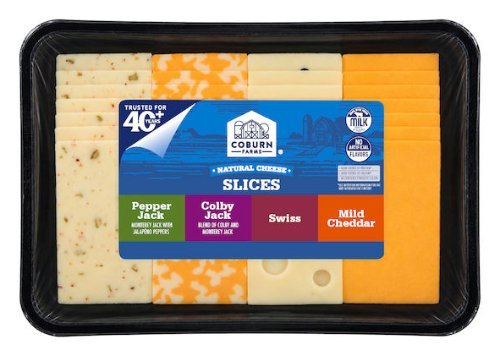 TRUSTED FOR
40+
YEARS
COBURN
FARMS
NATURAL CHEESE
SLICES
MILK
NO
ARTIFICIAL
FLAVORS
Pepper
Jack
MONTEREY JACK WITH
JALAPEÑO PEPPERS
Colby
Jack
BLEND OF COLBY AND
MONTEREY JACK
Swiss
Mild
Cheddar